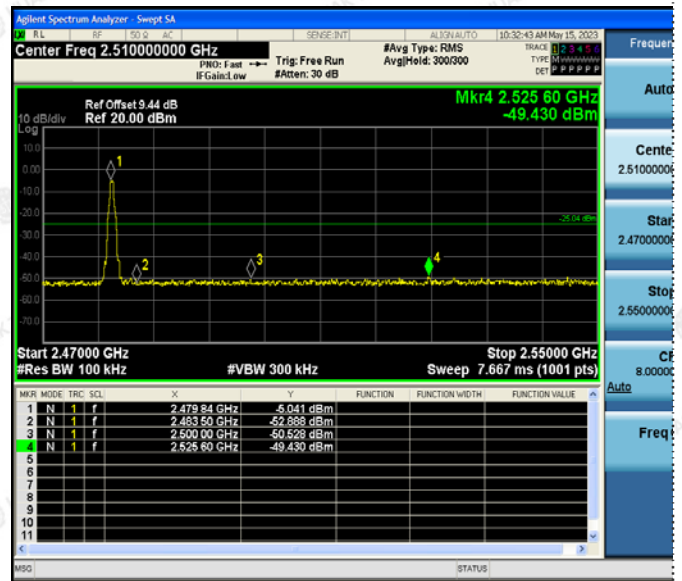 Agilent Spectrum Analyzer - Swept SA
RL RF 50 Ω AC SENSE:INT ALIGNAUTO 10:32:43 AM May 15, 2023
Center Freq 2.510000000 GHz #Avg Type: RMS TRACE 1 2 3 4 5 6
PNO: Fast Trig: Free Run Avg|Hold: 300/300 TYPE MWWWWW
IFGain:Low #Atten: 30 dB DET P P P P P P
Frequen
Auto
Cente
2.51000000
Star
2.47000000
Stop
2.55000000
CF
8.00000
Auto
Freq
Mkr4 2.525 60 GHz
Ref Offset 9.44 dB
10 dB/div Ref 20.00 dBm -49.430 dBm
Log
10.0
0.00
-10.0
-20.0
-25.04 dBm
-30.0
-40.0
-50.0
-60.0
-70.0
1
2
3
4
Start 2.47000 GHz Stop 2.55000 GHz
#Res BW 100 kHz #VBW 300 kHz Sweep 7.667 ms (1001 pts)
MKR MODE TRC SCL X Y FUNCTION FUNCTION WIDTH FUNCTION VALUE
1 N 1 f 2.479 84 GHz -5.041 dBm
2 N 1 f 2.483 50 GHz -52.888 dBm
3 N 1 f 2.500 00 GHz -50.528 dBm
4 N 1 f 2.525 60 GHz -49.430 dBm
5
6
7
8
9
10
11
MSG STATUS